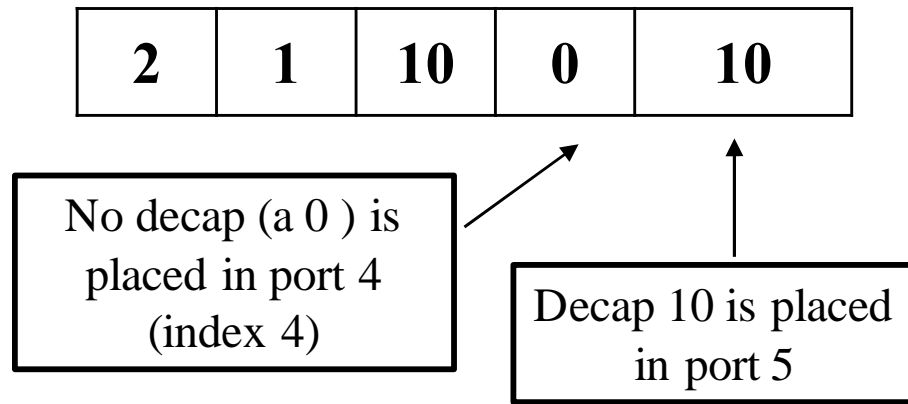 2 1 10 0 10
No decap (a 0 ) is
placed in port 4
(index 4)
Decap 10 is placed
in port 5